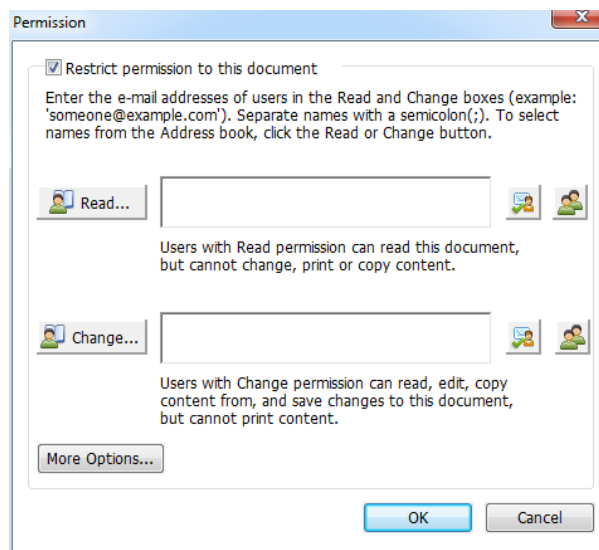 Permission
Restrict permission to this document
Enter the e-mail addresses of users in the Read and Change boxes (example:
'someone@example.com'). Separate names with a semicolon(;). To select
names from the Address book, click the Read or Change button.
Read...
Users with Read permission can read this document,
but cannot change, print or copy content.
Change...
Users with Change permission can read, edit, copy
content from, and save changes to this document,
but cannot print content.
More Options...
OK Cancel